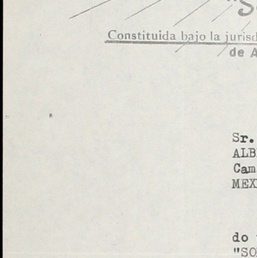 "S
Constituida bajo la jurisd
de A
Sr.
ALB
Cam
MEX
do
"SO